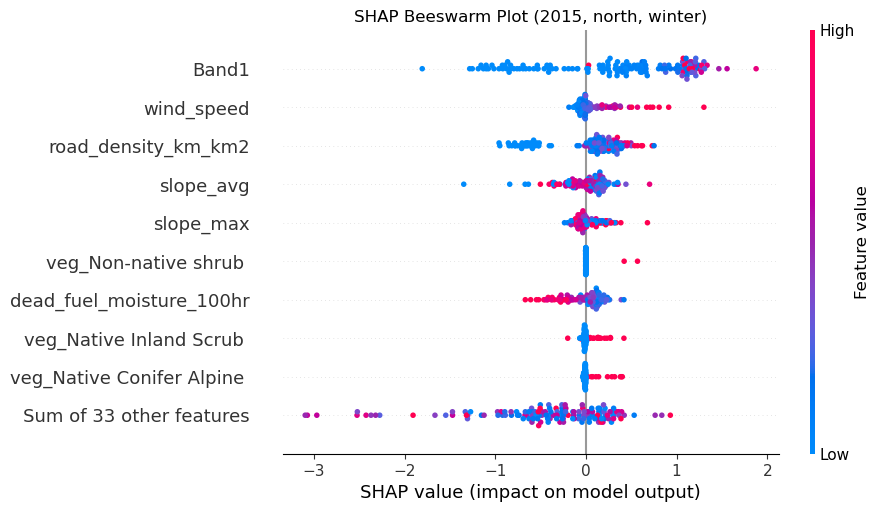 SHAP Beeswarm Plot (2015, north, winter)
High
Band1
wind_speed
road_density_km_km2
slope_avg
slope_max
veg_Non-native shrub
dead_fuel_moisture_100hr
veg_Native Inland Scrub
veg_Native Conifer Alpine
Sum of 33 other features
Feature value
Low
−3 −2 −1 0 1 2
SHAP value (impact on model output)